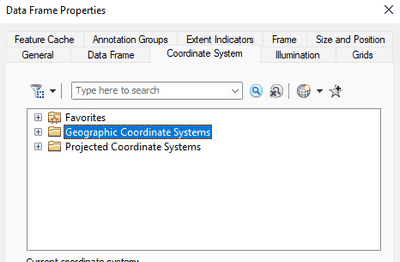 Data Frame Properties
Feature Cache Annotation Groups Extent Indicators Frame Size and Position
General Data Frame Coordinate System Illumination Grids
Type here to search
Favorites
Geographic Coordinate Systems
Projected Coordinate Systems
Current coordinate system: